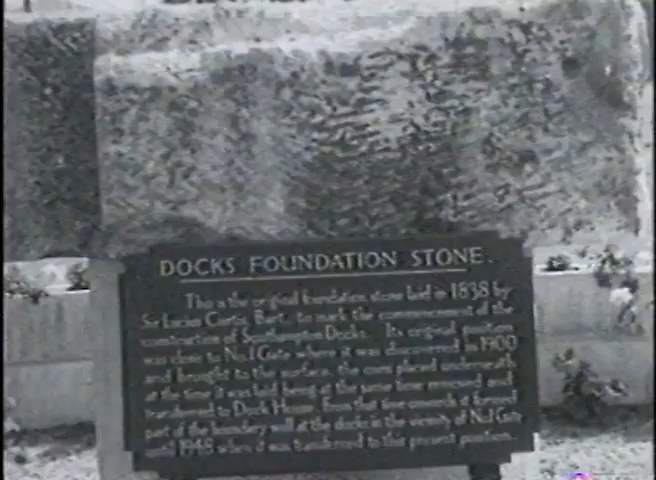 DOCKS FOUNDATION STONE.
This is the original foundation stone laid in 1838 by
Sir Lucius Curtis, Bart. to mark the commencement of the
construction of Southampton Docks. Its original position
was close to No.1 Gate where it was discovered in 1900
and brought to the surface, the coins placed underneath
at the time it was laid being at the same time removed and
transferred to Dock House. From that time onwards it formed
part of the boundary wall at the docks in the vicinity of No.1 Gate
until 1948 when it was transferred to this present position.